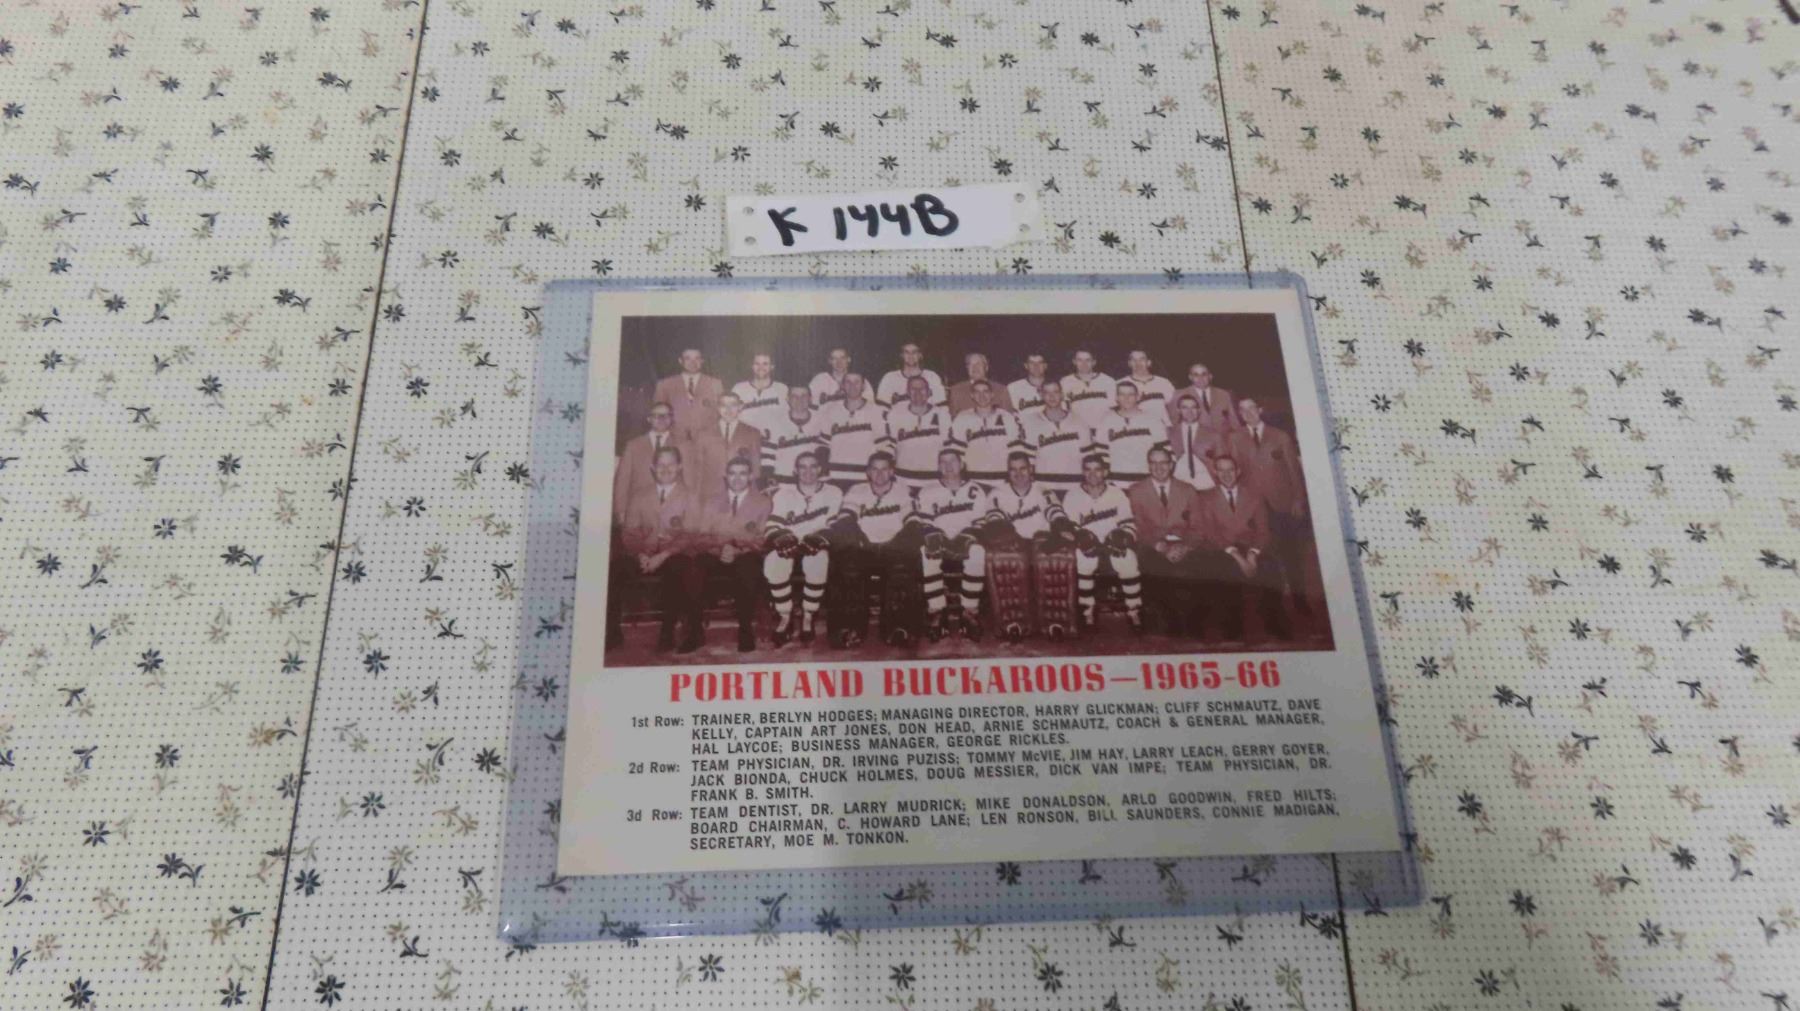 K 144B
PORTLAND BUCKAROOS—1965-66
1st Row: TRAINER, BERLYN HODGES; MANAGING DIRECTOR, HARRY GLICKMAN; CLIFF SCHMAUTZ, DAVE
KELLY, CAPTAIN ART JONES, DON HEAD, ARNIE SCHMAUTZ, COACH & GENERAL MANAGER,
HAL LAYCOE; BUSINESS MANAGER, GEORGE RICKLES.
2d Row: TEAM PHYSICIAN, DR. IRVING PUZISS; TOMMY McVIE, JIM HAY, LARRY LEACH, GERRY GOYER,
JACK BIONDA, CHUCK HOLMES, DOUG MESSIER, DICK VAN IMPE; TEAM PHYSICIAN, DR.
FRANK B. SMITH.
3d Row: TEAM DENTIST, DR. LARRY MUDRICK; MIKE DONALDSON, ARLO GOODWIN, FRED HILTS;
BOARD CHAIRMAN, C. HOWARD LANE; LEN RONSON, BILL SAUNDERS, CONNIE MADIGAN,
SECRETARY, MOE M. TONKON.